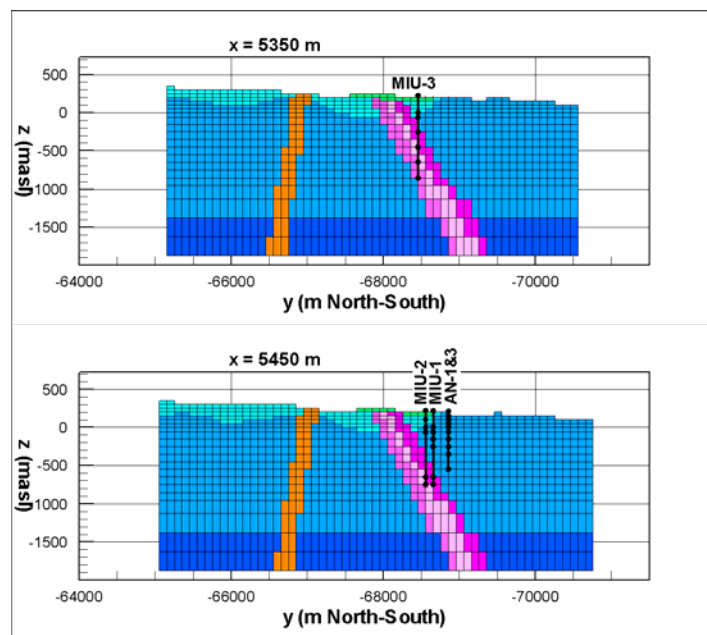 x = 5350 m
MIU-3
500
0
-500
-1000
-1500
z (masl)
-64000 -66000 -68000 -70000
y (m North-South)
x = 5450 m
MIU-2
MIU-1
AN-1&3
500
0
-500
-1000
-1500
z (masl)
-64000 -66000 -68000 -70000
y (m North-South)